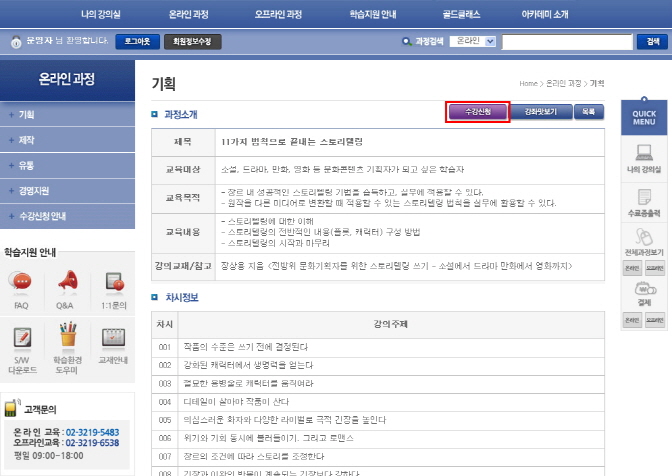 나의 강의실 온라인 과정 오프라인 과정 학습지원 안내 골드클래스 아카데미 소개
운영자 님 환영합니다. 로그아웃 회원정보수정 과정검색 온라인 검색
온라인 과정
+ 기획
+ 제작
+ 유통
+ 경영지원
+ 수강신청 안내
학습지원 안내
FAQ Q&A 1:1문의
S/W 다운로드 학습환경 도우미 교재안내
고객문의
온 라 인 교육 : 02-3219-5483
오프라인교육 : 02-3219-6538
평일 09:00~18:00
기획
Home > 온라인 과정 > 기획
과정소개
수강신청 강좌맛보기 목록
제목 11가지 법칙으로 끝내는 스토리텔링
교육대상 소설, 드라마, 만화, 영화 등 문화콘텐츠 기획자가 되고 싶은 학습자
교육목적 - 장르 내 성공적인 스토리텔링 기법을 습득하고, 실무에 적용할 수 있다.
- 원작을 다른 미디어로 변환할 때 적용할 수 있는 스토리텔링 법칙을 실무에 활용할 수 있다.
교육내용 - 스토리텔링에 대한 이해
- 스토리텔링의 전반적인 내용(플롯, 캐릭터) 구성 방법
- 스토리텔링의 시작과 마무리
강의교재/참고 장상용 지음 <전방위 문화기획자를 위한 스토리텔링 쓰기 - 소설에서 드라마 만화에서 영화까지>
차시정보
차시 강의주제
001 작품의 수준은 쓰기 전에 결정된다
002 강화된 캐릭터에서 생명력을 얻는다
003 절묘한 용병술로 캐릭터를 움직여라
004 디테일이 살아야 작품이 산다
005 의심스러운 화자와 다양한 라이벌로 극적 긴장을 높인다
006 위기와 기회 동시에 불러들이기. 그리고 로맨스
007 장르의 조건에 따라 스토리를 조정한다
008
QUICK MENU
나의 강의실
수료증출력
전체과정보기
온라인 오프라인
결제
온라인 오프라인